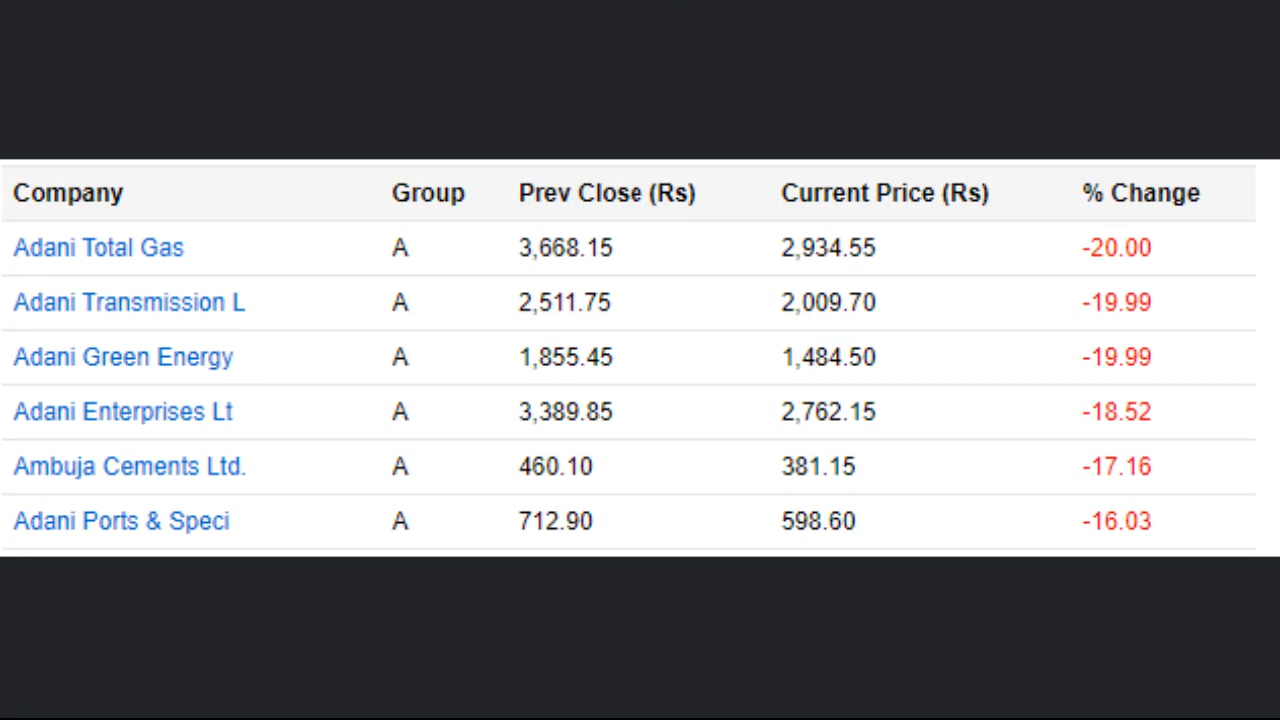 Company Group Prev Close (Rs) Current Price (Rs) % Change
Adani Total Gas A 3,668.15 2,934.55 -20.00
Adani Transmission L A 2,511.75 2,009.70 -19.99
Adani Green Energy A 1,855.45 1,484.50 -19.99
Adani Enterprises Lt A 3,389.85 2,762.15 -18.52
Ambuja Cements Ltd. A 460.10 381.15 -17.16
Adani Ports & Speci A 712.90 598.60 -16.03